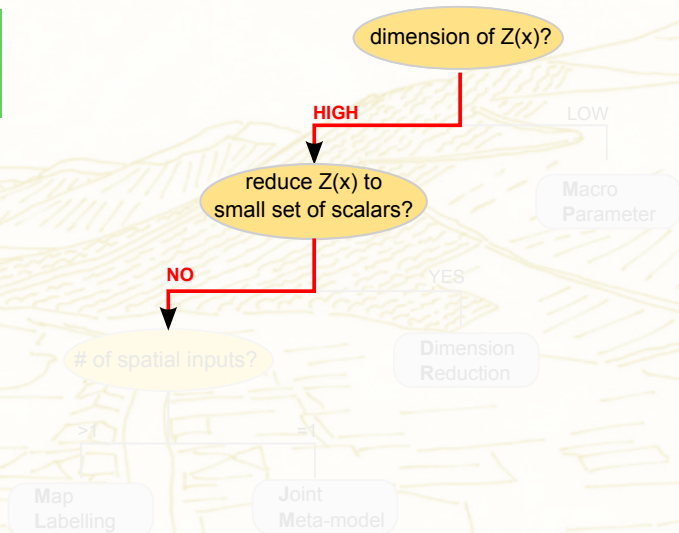 dimension of Z(x)?
HIGH
LOW
reduce Z(x) to
small set of scalars?
Macro
Parameter
NO
YES
# of spatial inputs?
Dimension
Reduction
>1
=1
Map
Labelling
Joint
Meta-model